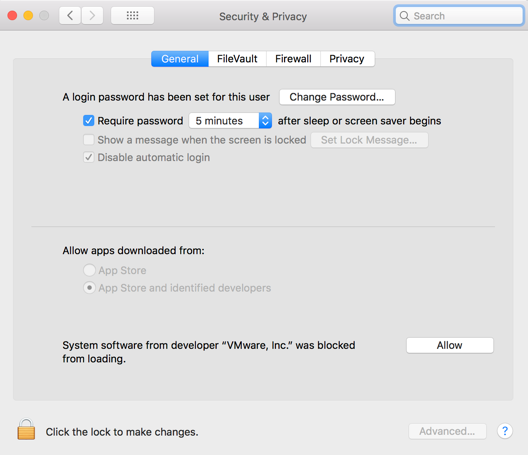 Security & Privacy
Search
General
FileVault
Firewall
Privacy
A login password has been set for this user
Change Password...
Require password
5 minutes
after sleep or screen saver begins
Show a message when the screen is locked
Set Lock Message...
Disable automatic login
Allow apps downloaded from:
App Store
App Store and identified developers
System software from developer “VMware, Inc.” was blocked
from loading.
Allow
Click the lock to make changes.
Advanced...
?